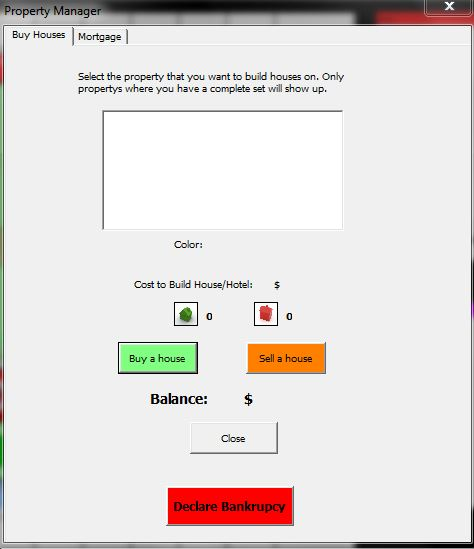 Property Manager
Buy Houses Mortgage
Select the property that you want to build houses on. Only
propertys where you have a complete set will show up.
Color:
Cost to Build House/Hotel: $
0 0
Buy a house Sell a house
Balance: $
Close
Declare Bankrupcy